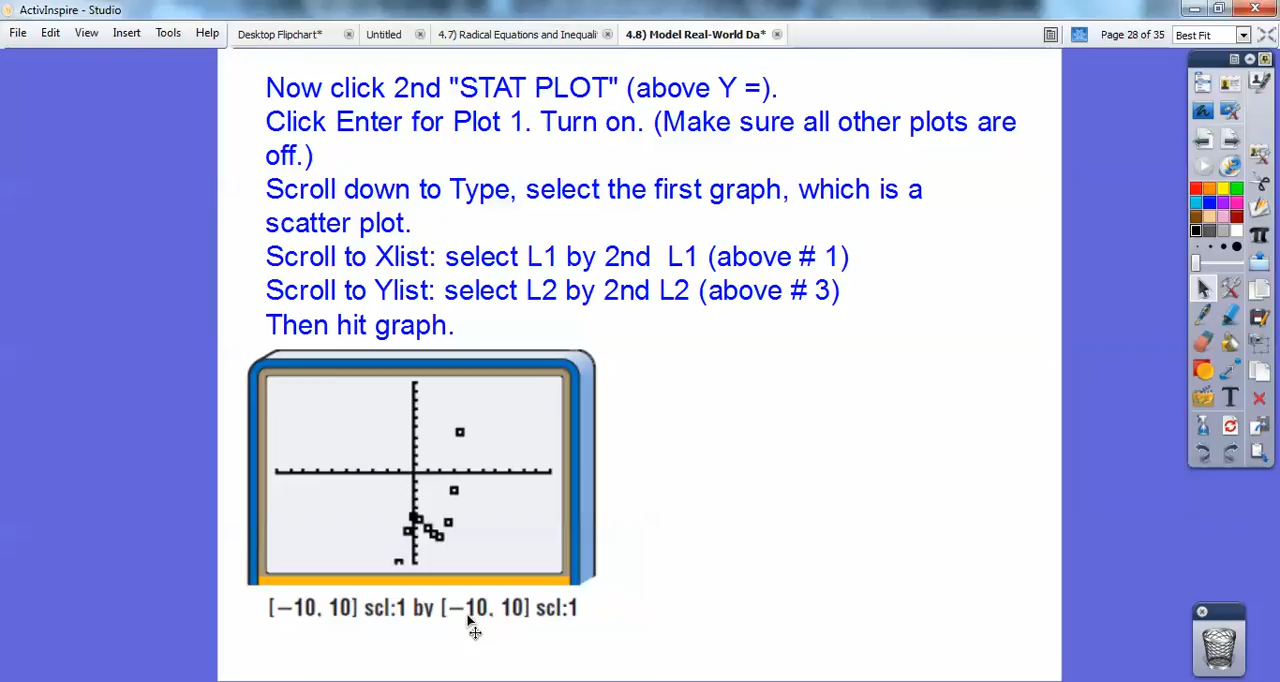 ActivInspire - Studio
File Edit View Insert Tools Help
Desktop Flipchart* Untitled 4.7) Radical Equations and Inequali 4.8) Model Real-World Da* Page 28 of 35 Best Fit
Now click 2nd "STAT PLOT" (above Y =).
Click Enter for Plot 1. Turn on. (Make sure all other plots are
off.)
Scroll down to Type, select the first graph, which is a
scatter plot.
Scroll to Xlist: select L1 by 2nd L1 (above # 1)
Scroll to Ylist: select L2 by 2nd L2 (above # 3)
Then hit graph.
[−10, 10] scl:1 by [−10, 10] scl:1